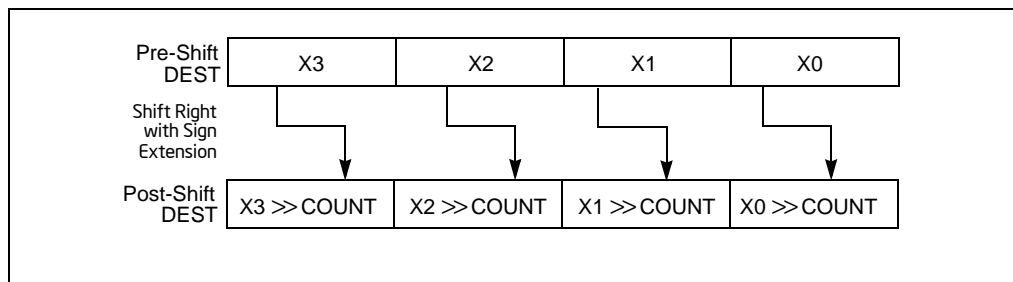 Pre-Shift
DEST
X3 X2 X1 X0
Shift Right
with Sign
Extension
Post-Shift
DEST
X3 >> COUNT X2 >> COUNT X1 >> COUNT X0 >> COUNT